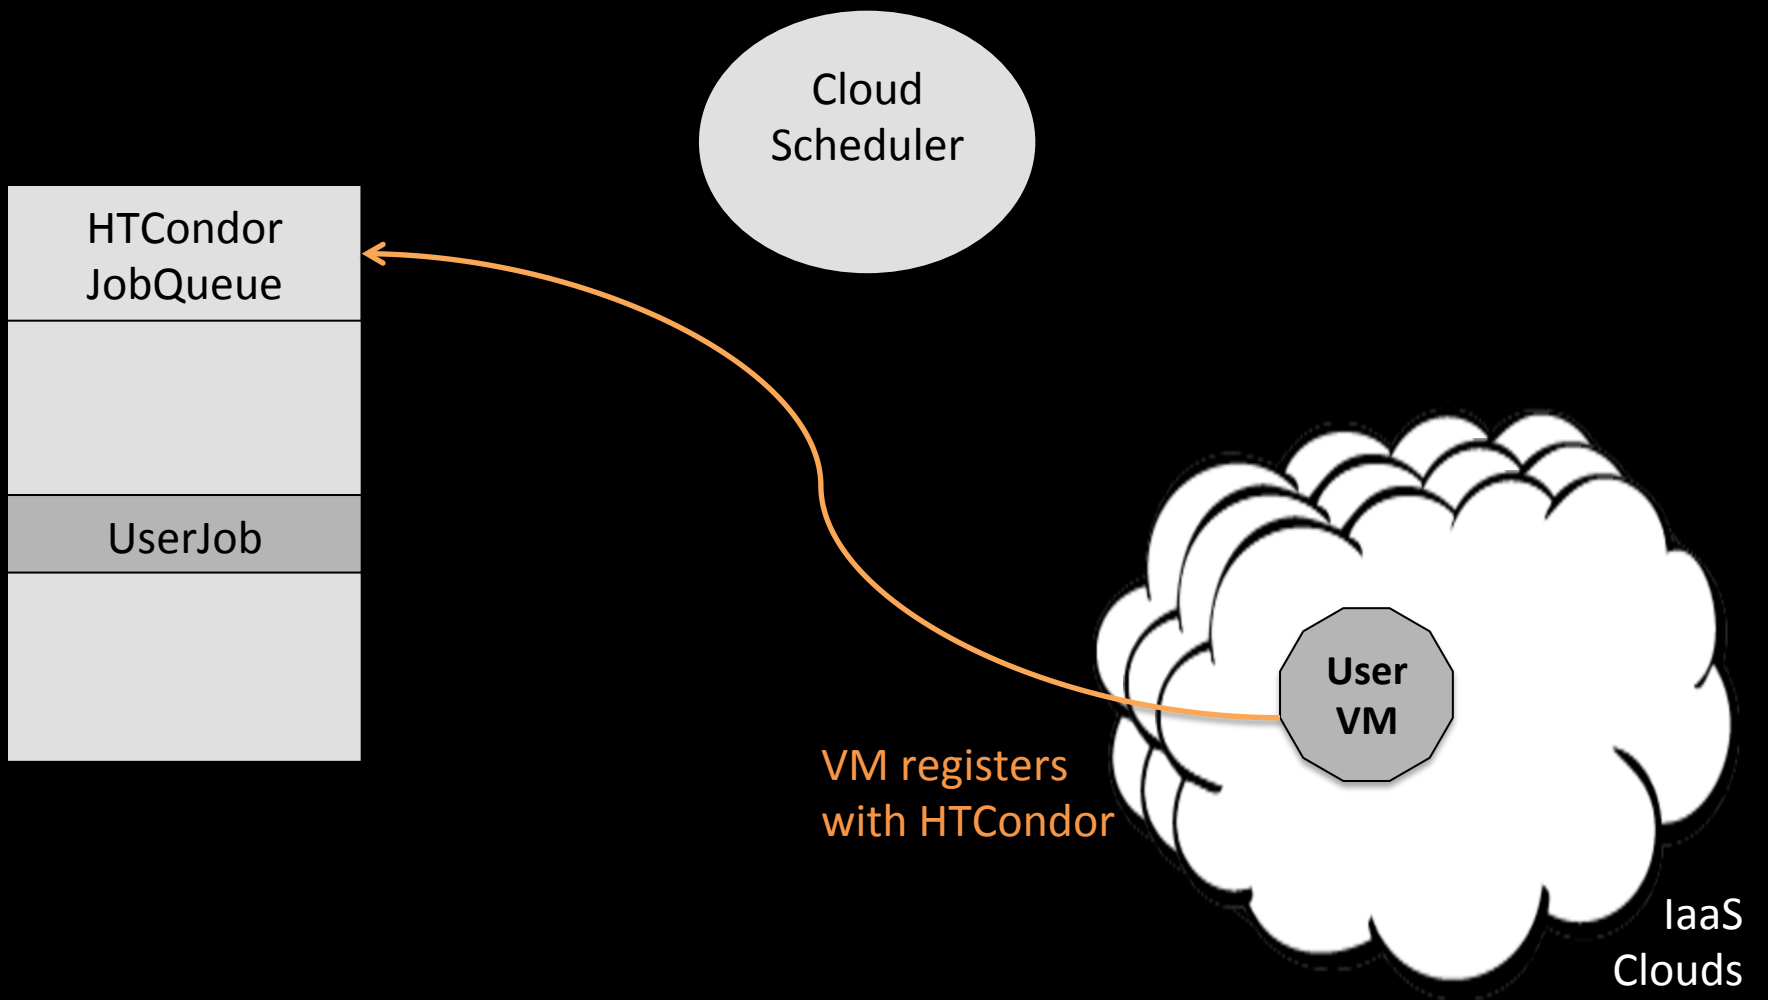 Cloud
Scheduler
HTCondor
JobQueue
UserJob
User
VM
VM registers
with HTCondor
IaaS
Clouds